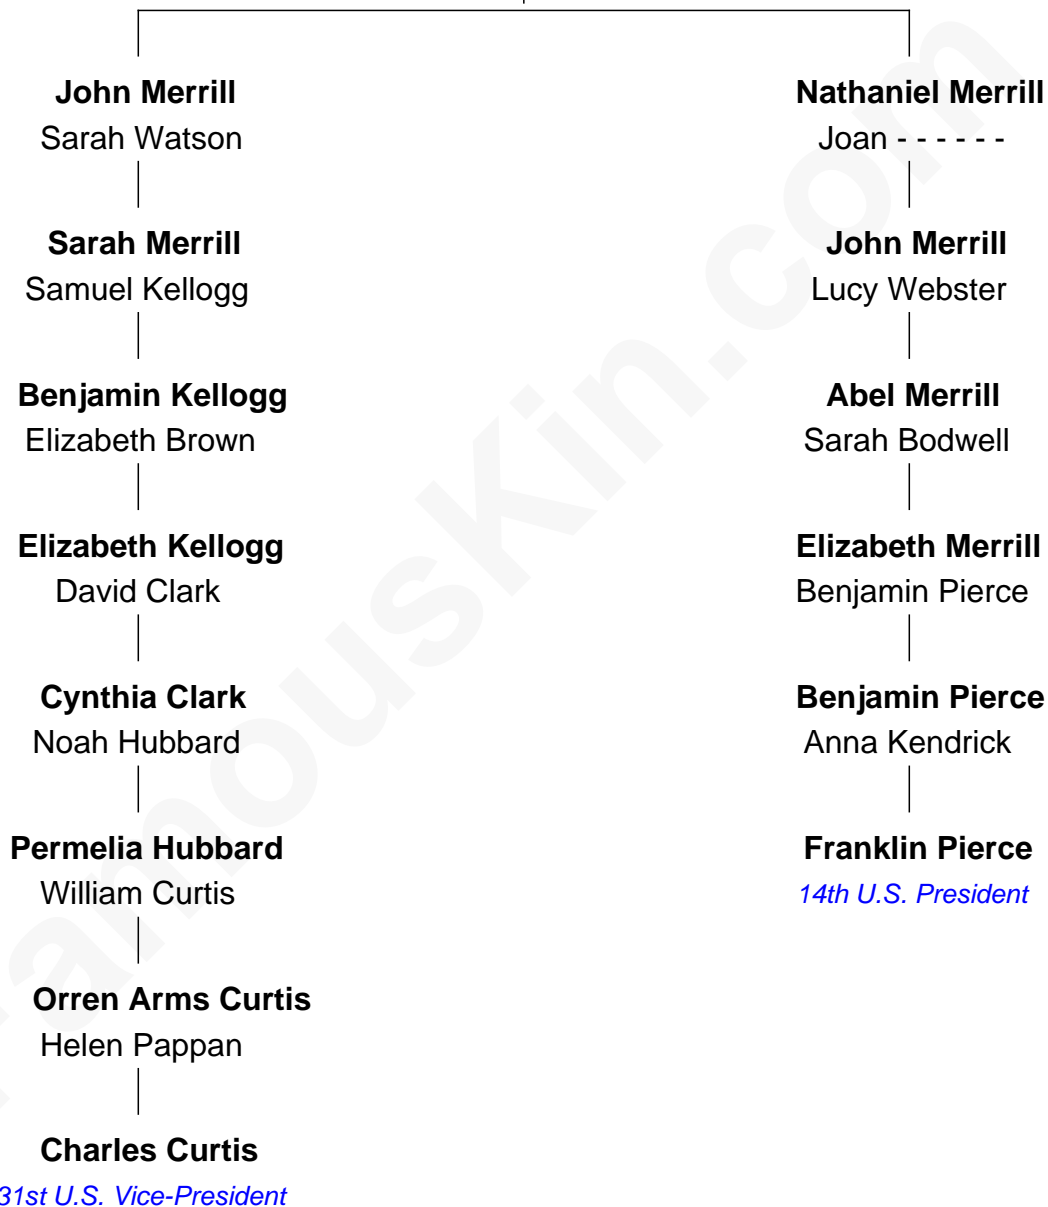 John Merrill
Sarah Watson
Sarah Merrill
Samuel Kellogg
Benjamin Kellogg
Elizabeth Brown
Elizabeth Kellogg
David Clark
Cynthia Clark
Noah Hubbard
Permelia Hubbard
William Curtis
Orren Arms Curtis
Helen Pappan
Charles Curtis
31st U.S. Vice-President
Nathaniel Merrill
Joan - - - - - -
John Merrill
Lucy Webster
Abel Merrill
Sarah Bodwell
Elizabeth Merrill
Benjamin Pierce
Benjamin Pierce
Anna Kendrick
Franklin Pierce
14th U.S. President
FamousKin.com